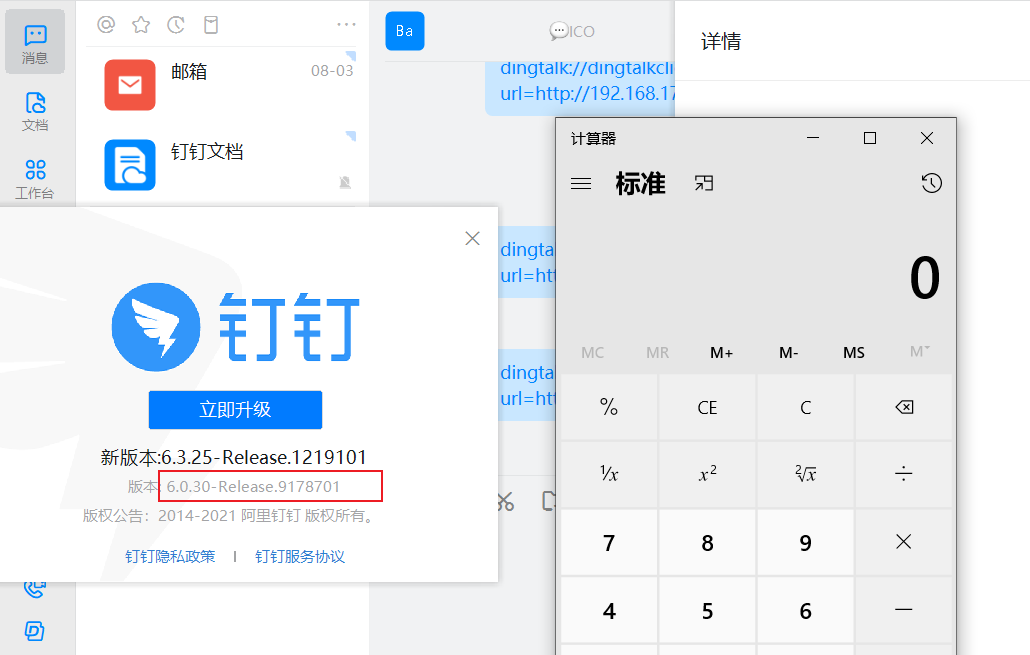 消息
文档
工作台
邮箱
08-03
钉钉文档
Ba
ICO
详情
dingtalk://dingtalkcli
url=http://192.168.17
dingta
url=htt
dingta
url=htt
钉钉
立即升级
新版本:6.3.25-Release.1219101
版本: 6.0.30-Release.9178701
版权公告：2014-2021 阿里钉钉 版权所有。
钉钉隐私政策 | 钉钉服务协议
计算器
标准
0
MC MR M+ M- MS M˅
% CE C
¹⁄x x² ²√x ÷
7 8 9 ×
4 5 6 −